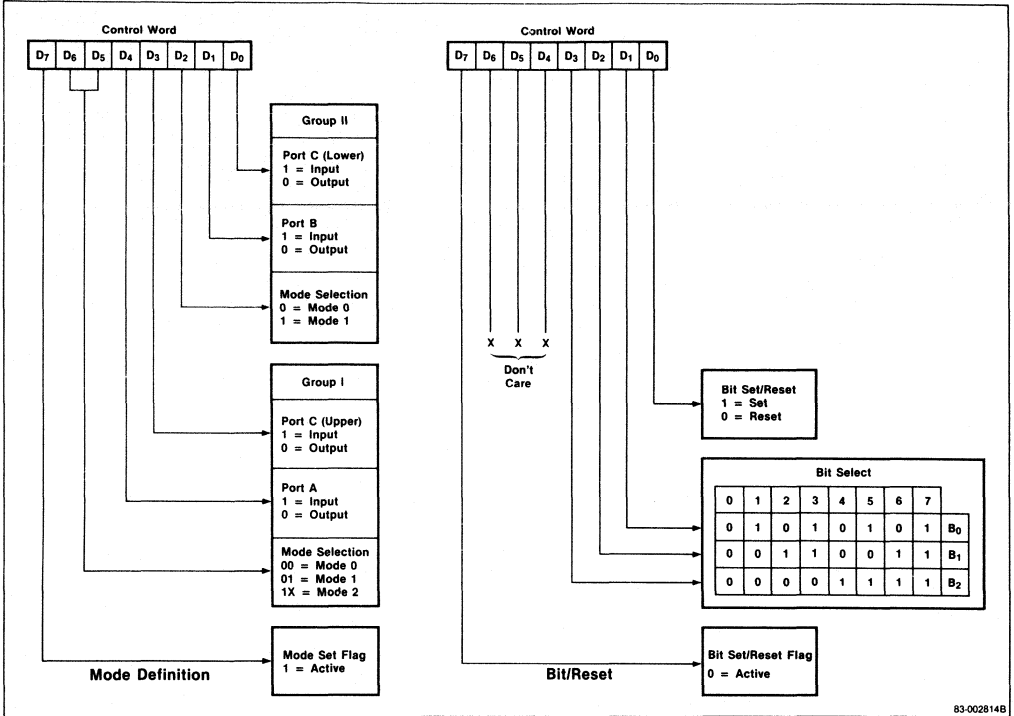 Control Word
D7 D6 D5 D4 D3 D2 D1 D0
Group II
Port C (Lower)
1 = Input
0 = Output
Port B
1 = Input
0 = Output
Mode Selection
0 = Mode 0
1 = Mode 1
Group I
Port C (Upper)
1 = Input
0 = Output
Port A
1 = Input
0 = Output
Mode Selection
00 = Mode 0
01 = Mode 1
1X = Mode 2
Mode Set Flag
1 = Active
Mode Definition
Control Word
D7 D6 D5 D4 D3 D2 D1 D0
X X X
Don't
Care
Bit Set/Reset
1 = Set
0 = Reset
Bit Select
0 1 2 3 4 5 6 7
0 1 0 1 0 1 0 1 B0
0 0 1 1 0 0 1 1 B1
0 0 0 0 1 1 1 1 B2
Bit Set/Reset Flag
0 = Active
Bit/Reset
83-002814B